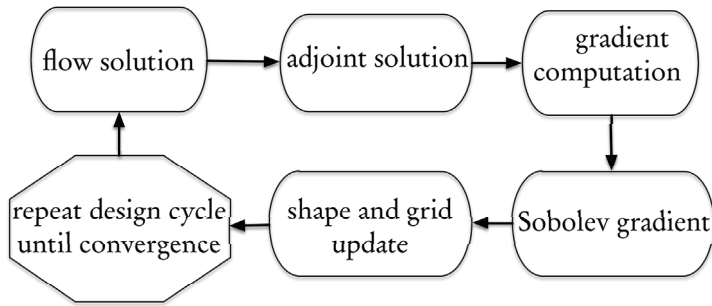 flow solution
adjoint solution
gradient
computation
Sobolev gradient
shape and grid
update
repeat design cycle
until convergence